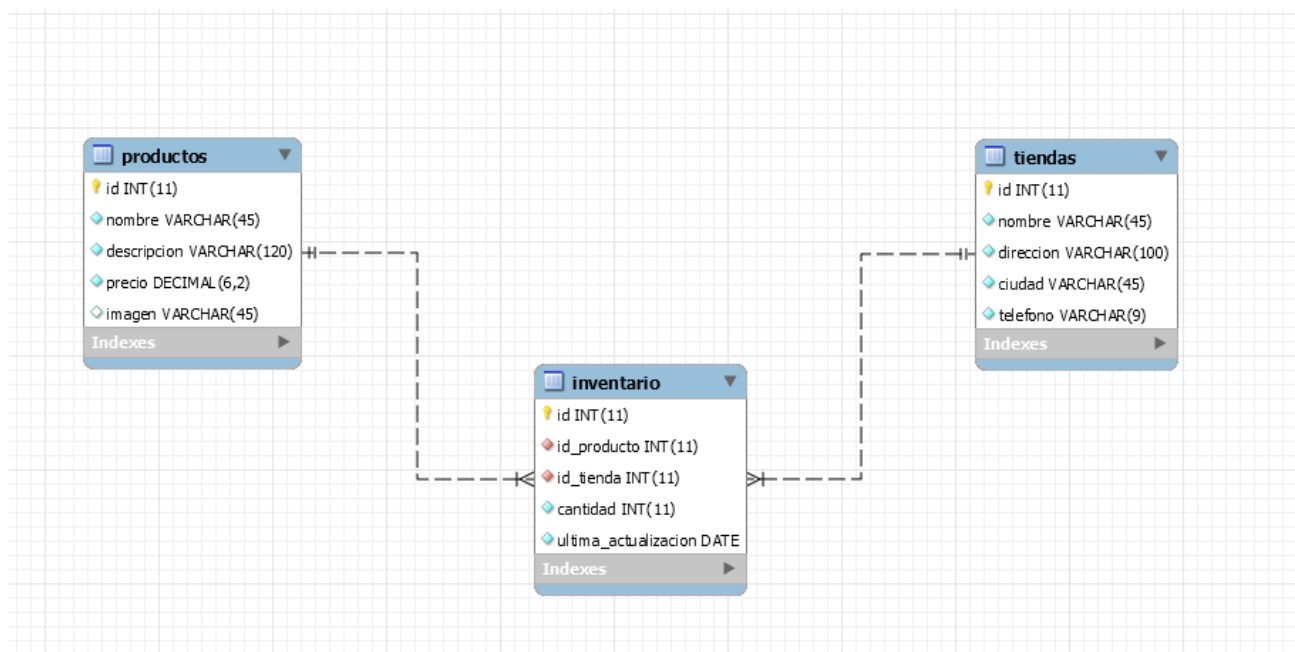 productos
id INT(11)
nombre VARCHAR(45)
descripcion VARCHAR(120)
precio DECIMAL(6,2)
imagen VARCHAR(45)
Indexes
tiendas
id INT(11)
nombre VARCHAR(45)
direccion VARCHAR(100)
ciudad VARCHAR(45)
telefono VARCHAR(9)
Indexes
inventario
id INT(11)
id_producto INT(11)
id_tienda INT(11)
cantidad INT(11)
ultima_actualizacion DATE
Indexes